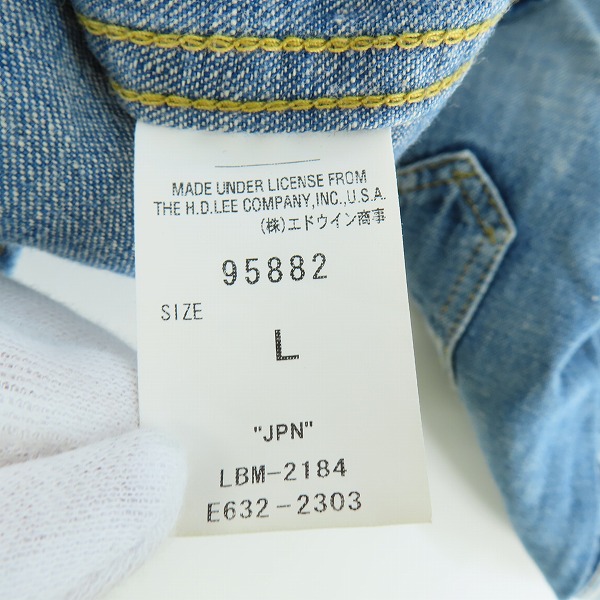 MADE UNDER LICENSE FROM
THE H.D.LEE COMPANY,INC.,U.S.A.
(株)エドウイン商事
95882
SIZE
L
"JPN"
LBM-2184
E632-2303